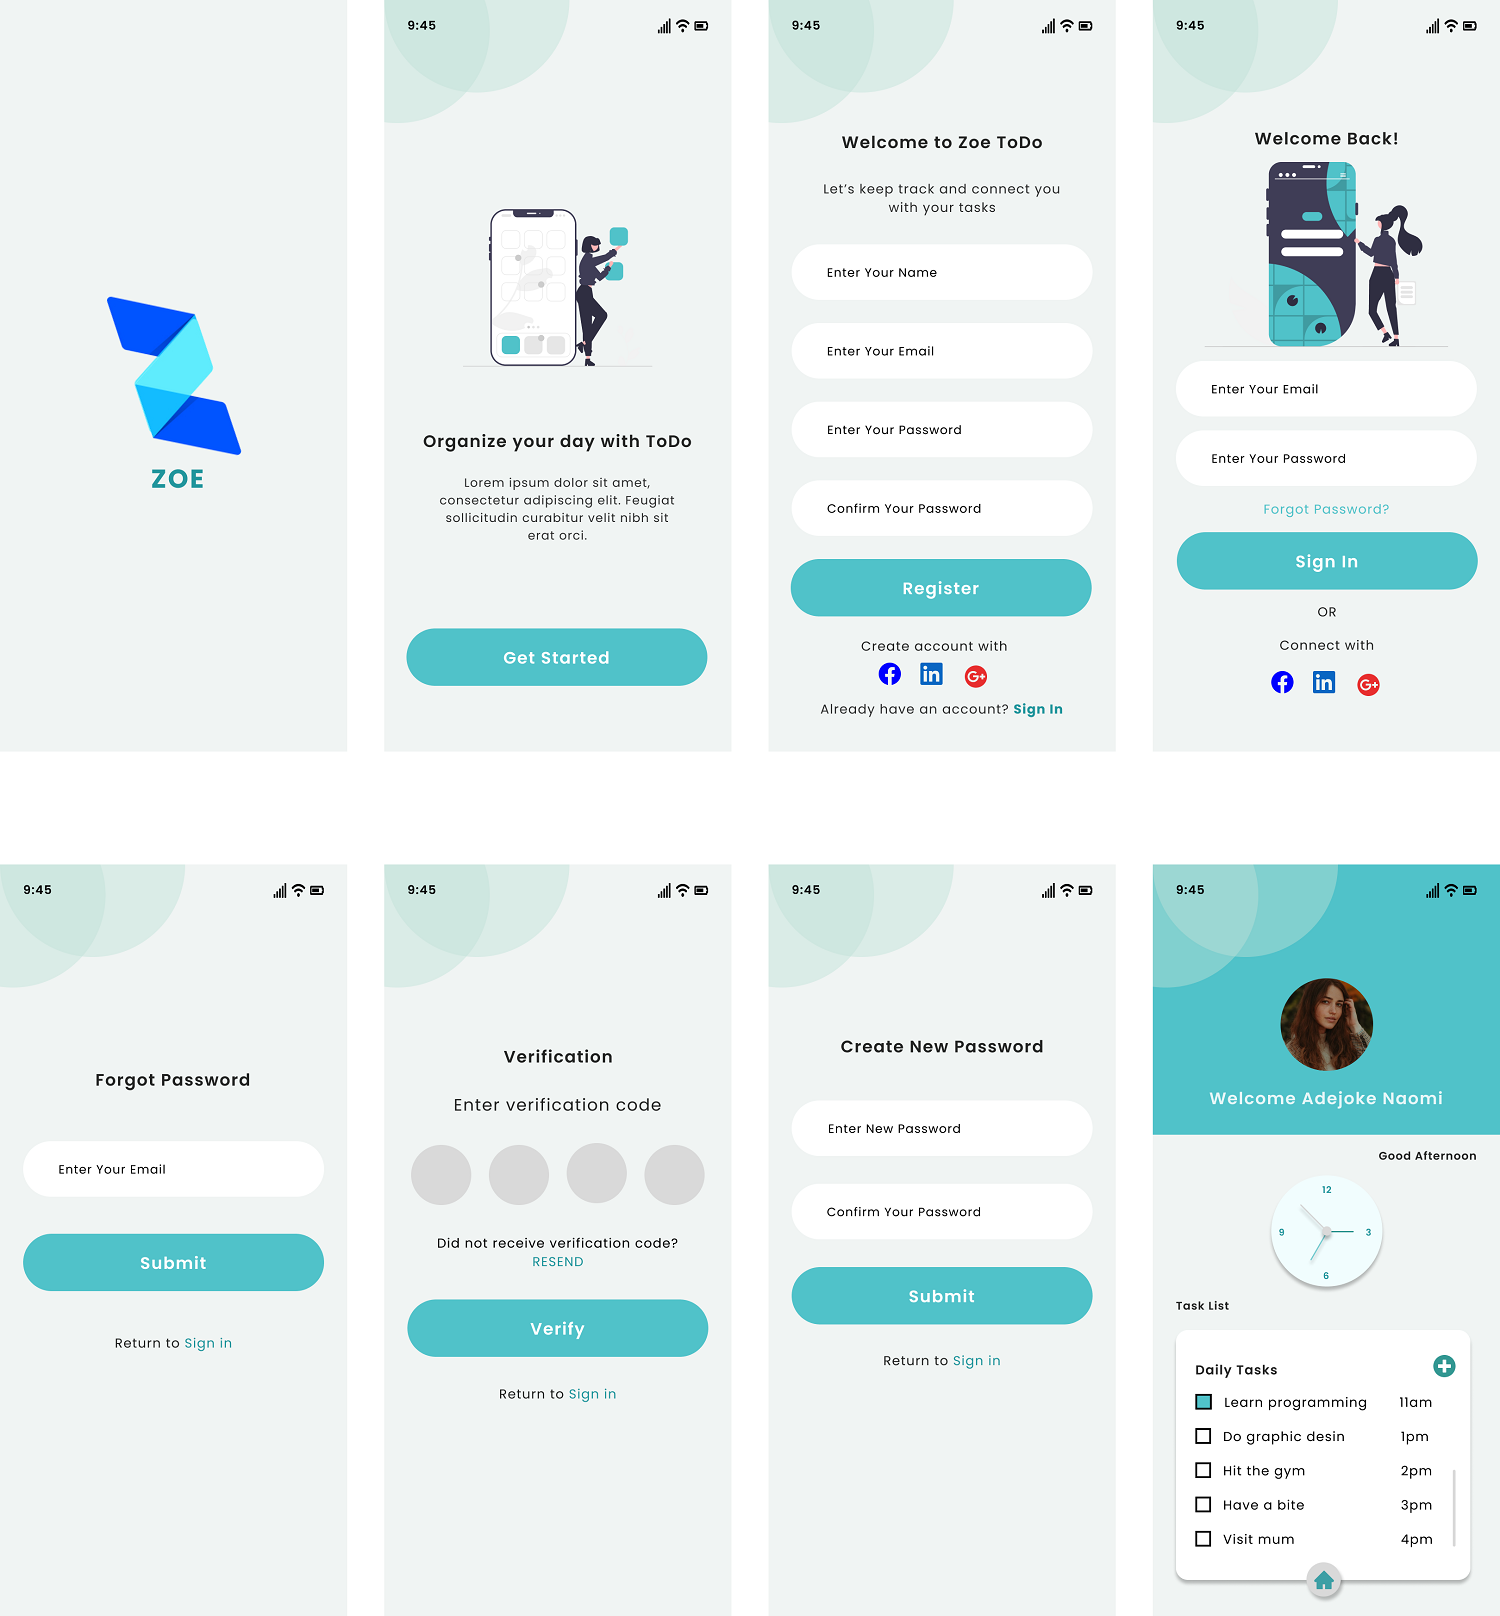 ZOE
9:45
Organize your day with ToDo
Lorem ipsum dolor sit amet,
consectetur adipiscing elit. Feugiat
sollicitudin curabitur velit nibh sit
erat orci.
Get Started
9:45
Welcome to Zoe ToDo
Let's keep track and connect you
with your tasks
Enter Your Name
Enter Your Email
Enter Your Password
Confirm Your Password
Register
Create account with
in
G+
Already have an account? Sign In
9:45
Welcome Back!
Enter Your Email
Enter Your Password
Forgot Password?
Sign In
OR
Connect with
in
G+
9:45
Forgot Password
Enter Your Email
Submit
Return to Sign in
9:45
Verification
Enter verification code
Did not receive verification code?
RESEND
Verify
Return to Sign in
9:45
Create New Password
Enter New Password
Confirm Your Password
Submit
Return to Sign in
9:45
Welcome Adejoke Naomi
Good Afternoon
12
9 3
6
Task List
Daily Tasks
Learn programming 11am
Do graphic desin 1pm
Hit the gym 2pm
Have a bite 3pm
Visit mum 4pm